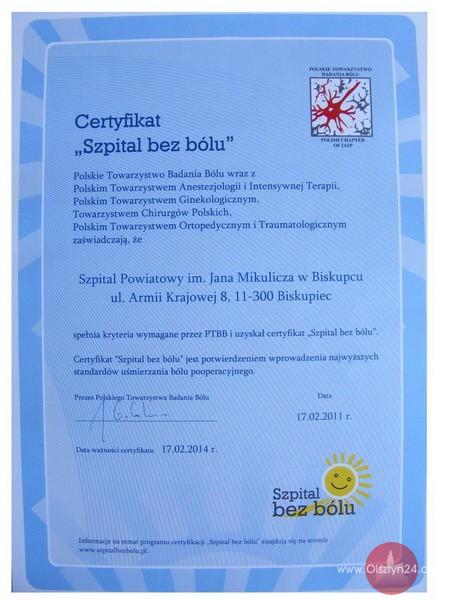 POLSKIE TOWARZYSTWO
BADANIA BÓLU
POLISH CHAPTER
OF IASP
Certyfikat
„Szpital bez bólu”
Polskie Towarzystwo Badania Bólu wraz z
Polskim Towarzystwem Anestezjologii i Intensywnej Terapii,
Polskim Towarzystwem Ginekologicznym,
Towarzystwem Chirurgów Polskich,
Polskim Towarzystwem Ortopedycznym i Traumatologicznym
zaświadczają, że
Szpital Powiatowy im. Jana Mikulicza w Biskupcu
ul. Armii Krajowej 8, 11-300 Biskupiec
spełnia kryteria wymagane przez PTBB i uzyskał certyfikat „Szpital bez bólu”.
Certyfikat "Szpital bez bólu" jest potwierdzeniem wprowadzenia najwyższych
standardów uśmierzania bólu pooperacyjnego.
Prezes Polskiego Towarzystwa Badania Bólu
Data
17.02.2011 r.
Data ważności certyfikatu 17.02.2014 r.
Szpital
bez bólu
Informacje na temat programu certyfikacji „Szpital bez bólu” znajdują się na stronie
www.szpitalbezbolu.pl.
www.Olsztyn24.c